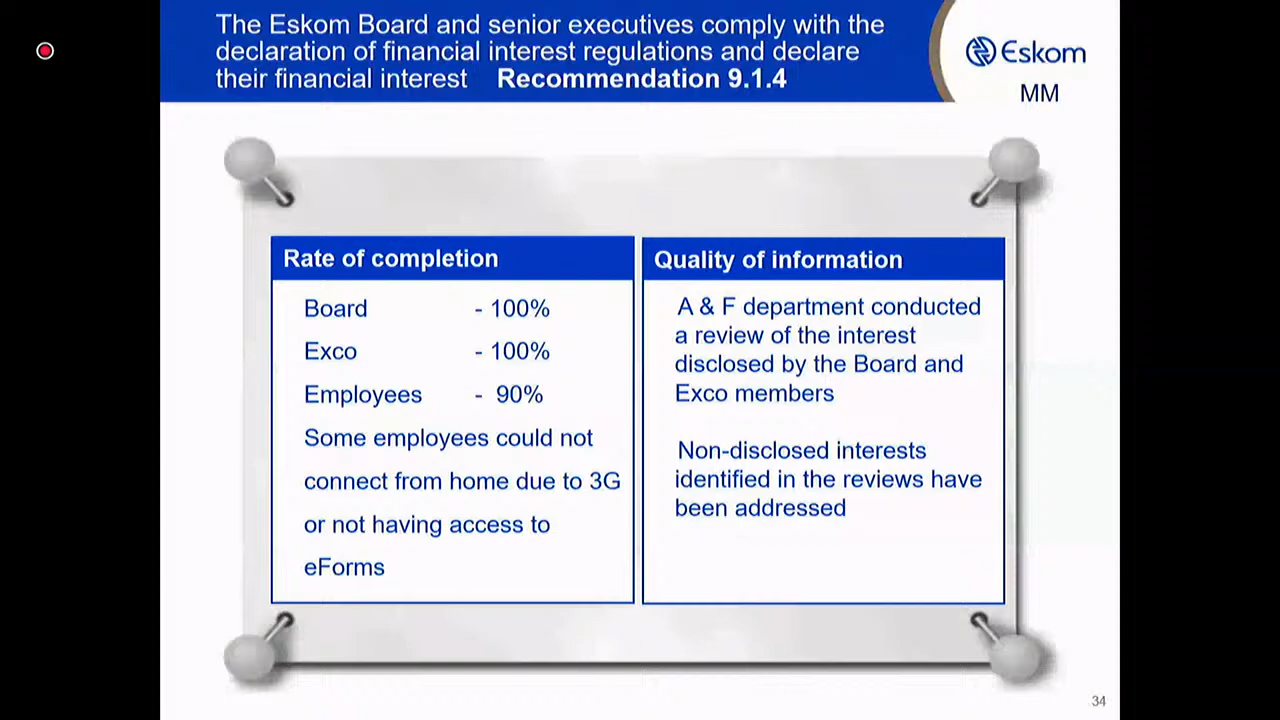 The Eskom Board and senior executives comply with the
declaration of financial interest regulations and declare
their financial interest Recommendation 9.1.4
Eskom
MM
Rate of completion
Board - 100%
Exco - 100%
Employees - 90%
Some employees could not
connect from home due to 3G
or not having access to
eForms
Quality of information
A & F department conducted
a review of the interest
disclosed by the Board and
Exco members
Non-disclosed interests
identified in the reviews have
been addressed
34